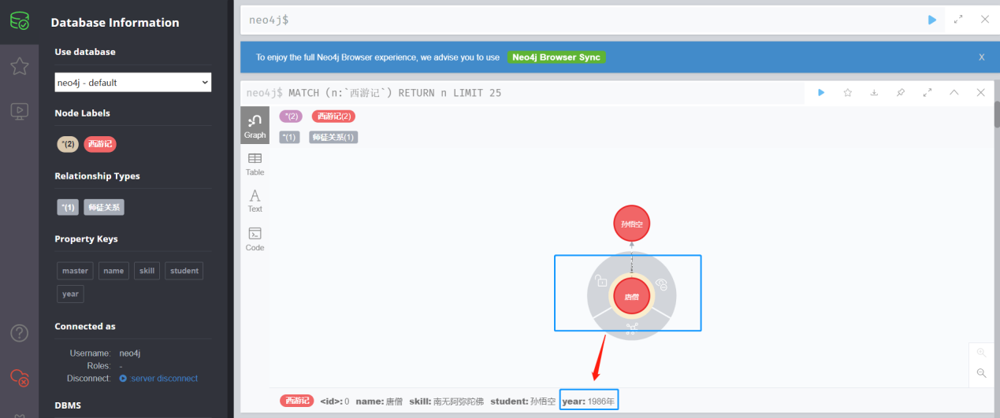 Database Information
Use database
neo4j - default
Node Labels
*(2) 西游记
Relationship Types
*(1) 师徒关系
Property Keys
master name skill student
year
Connected as
Username: neo4j
Roles: -
Disconnect: server disconnect
DBMS
neo4j$
To enjoy the full Neo4j Browser experience, we advise you to use Neo4j Browser Sync X
neo4j$ MATCH (n:`西游记`) RETURN n LIMIT 25
*(2) 西游记(2)
*(1) 师徒关系(1)
Graph
Table
Text
Code
孙悟空
唐僧
西游记 <id>: 0 name: 唐僧 skill: 南无阿弥陀佛 student: 孙悟空 year: 1986年